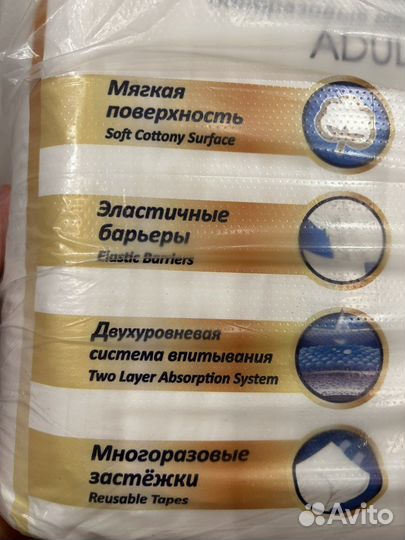 ADUL
Мягкая
поверхность
Soft Cottony Surface
Эластичные
барьеры
Elastic Barriers
Двухуровневая
система впитывания
Two Layer Absorption System
Многоразовые
застёжки
Reusable Tapes
Avito